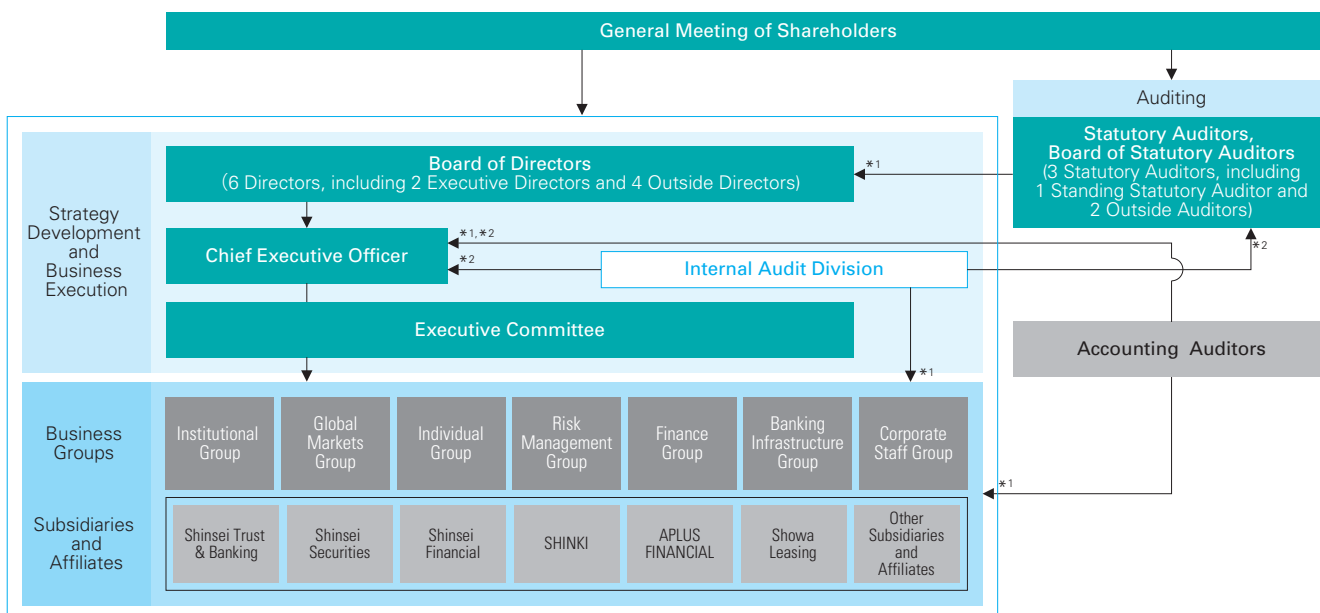 General Meeting of Shareholders
Auditing
Statutory Auditors,
Board of Statutory Auditors
(3 Statutory Auditors, including
1 Standing Statutory Auditor and
2 Outside Auditors)
Strategy
Development
and
Business
Execution
Board of Directors
(6 Directors, including 2 Executive Directors and 4 Outside Directors)
*1
Chief Executive Officer
*1,*2
*2
Internal Audit Division
*2
Executive Committee
Accounting Auditors
*1
Business
Groups
Institutional
Group
Global
Markets
Group
Individual
Group
Risk
Management
Group
Finance
Group
Banking
Infrastructure
Group
Corporate
Staff Group
*1
Subsidiaries
and
Affiliates
Shinsei Trust
& Banking
Shinsei
Securities
Shinsei
Financial
SHINKI
APLUS
FINANCIAL
Showa
Leasing
Other
Subsidiaries
and
Affiliates